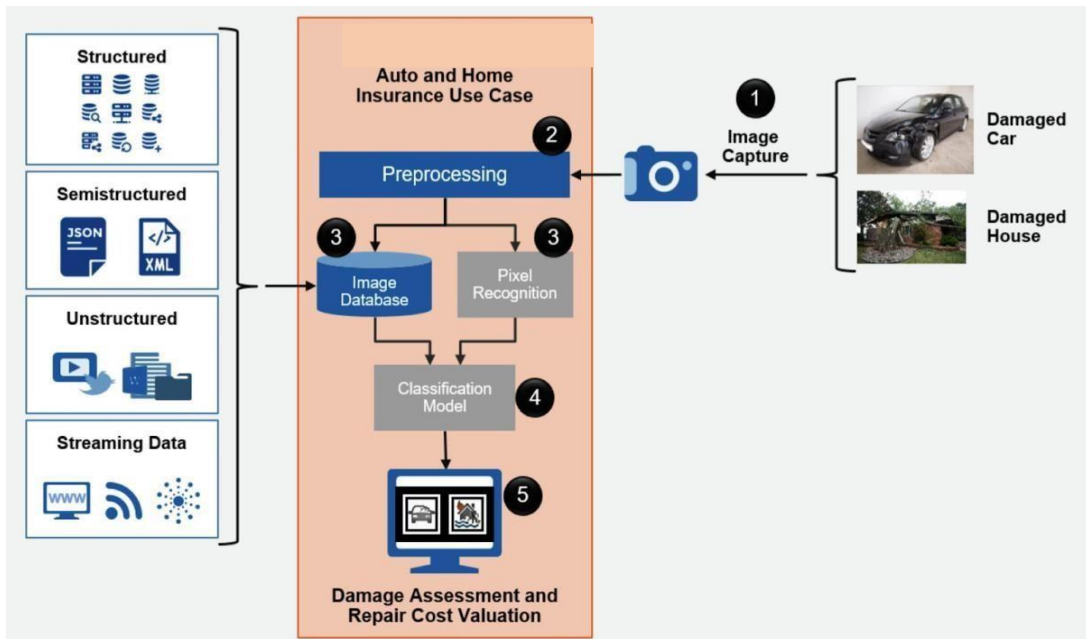 Structured
Semistructured
JSON
</>
XML
Unstructured
Streaming Data
WWW
Auto and Home
Insurance Use Case
2
Preprocessing
3
Image
Database
3
Pixel
Recognition
Classification
Model
4
5
Damage Assessment and
Repair Cost Valuation
1
Image
Capture
Damaged
Car
Damaged
House